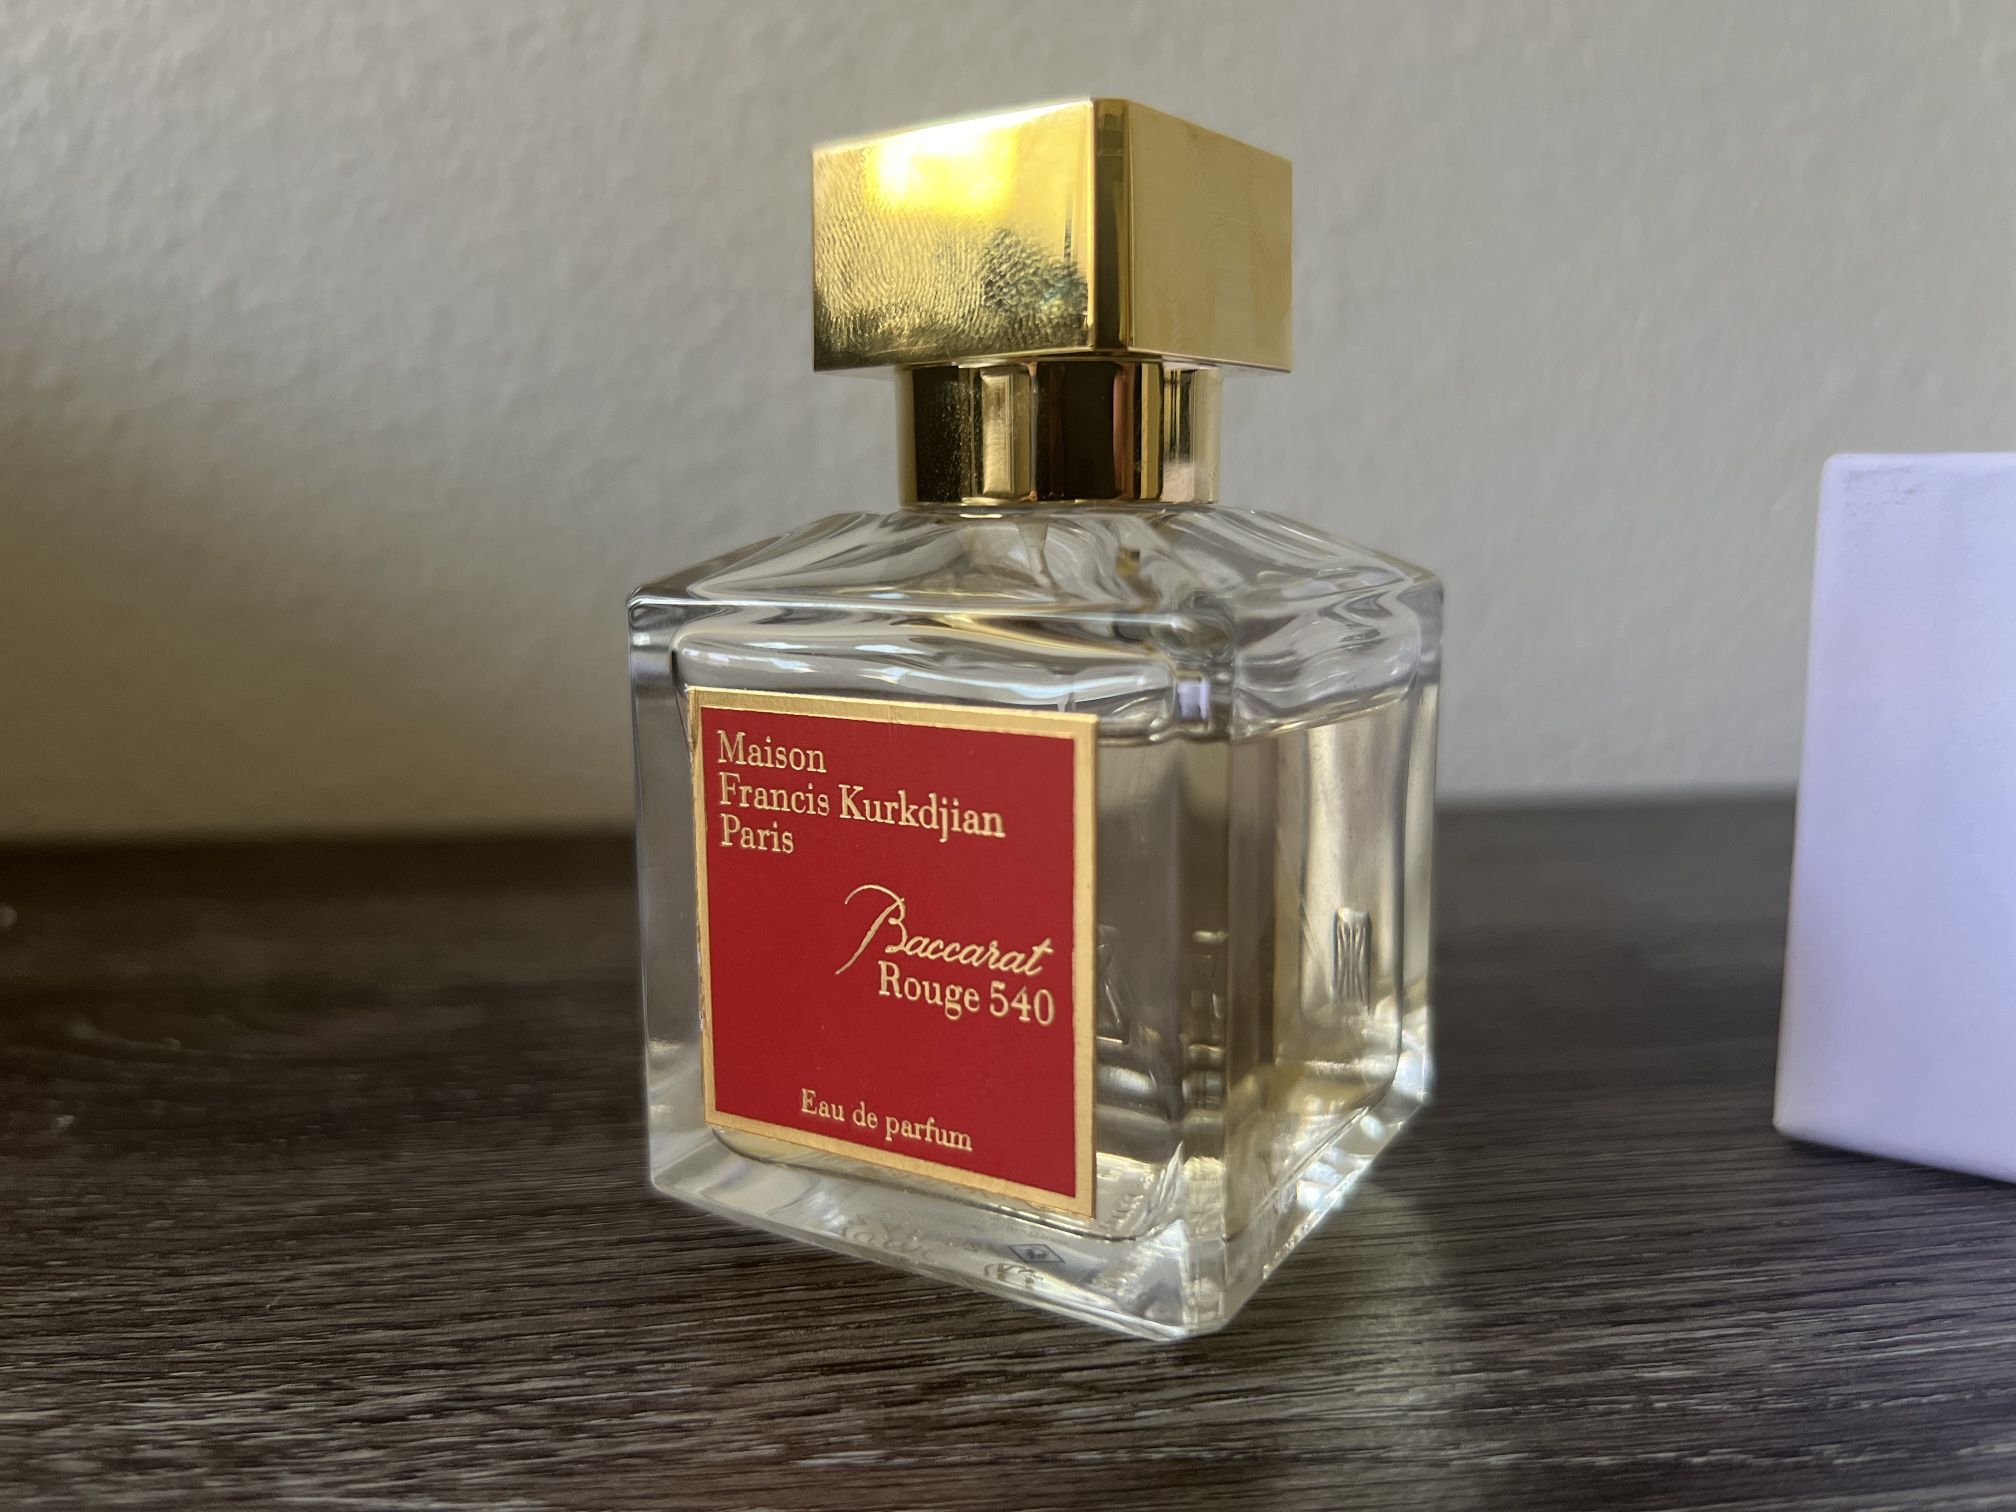 Maison
Francis Kurkdjian
Paris
Baccarat
Rouge 540
Eau de parfum